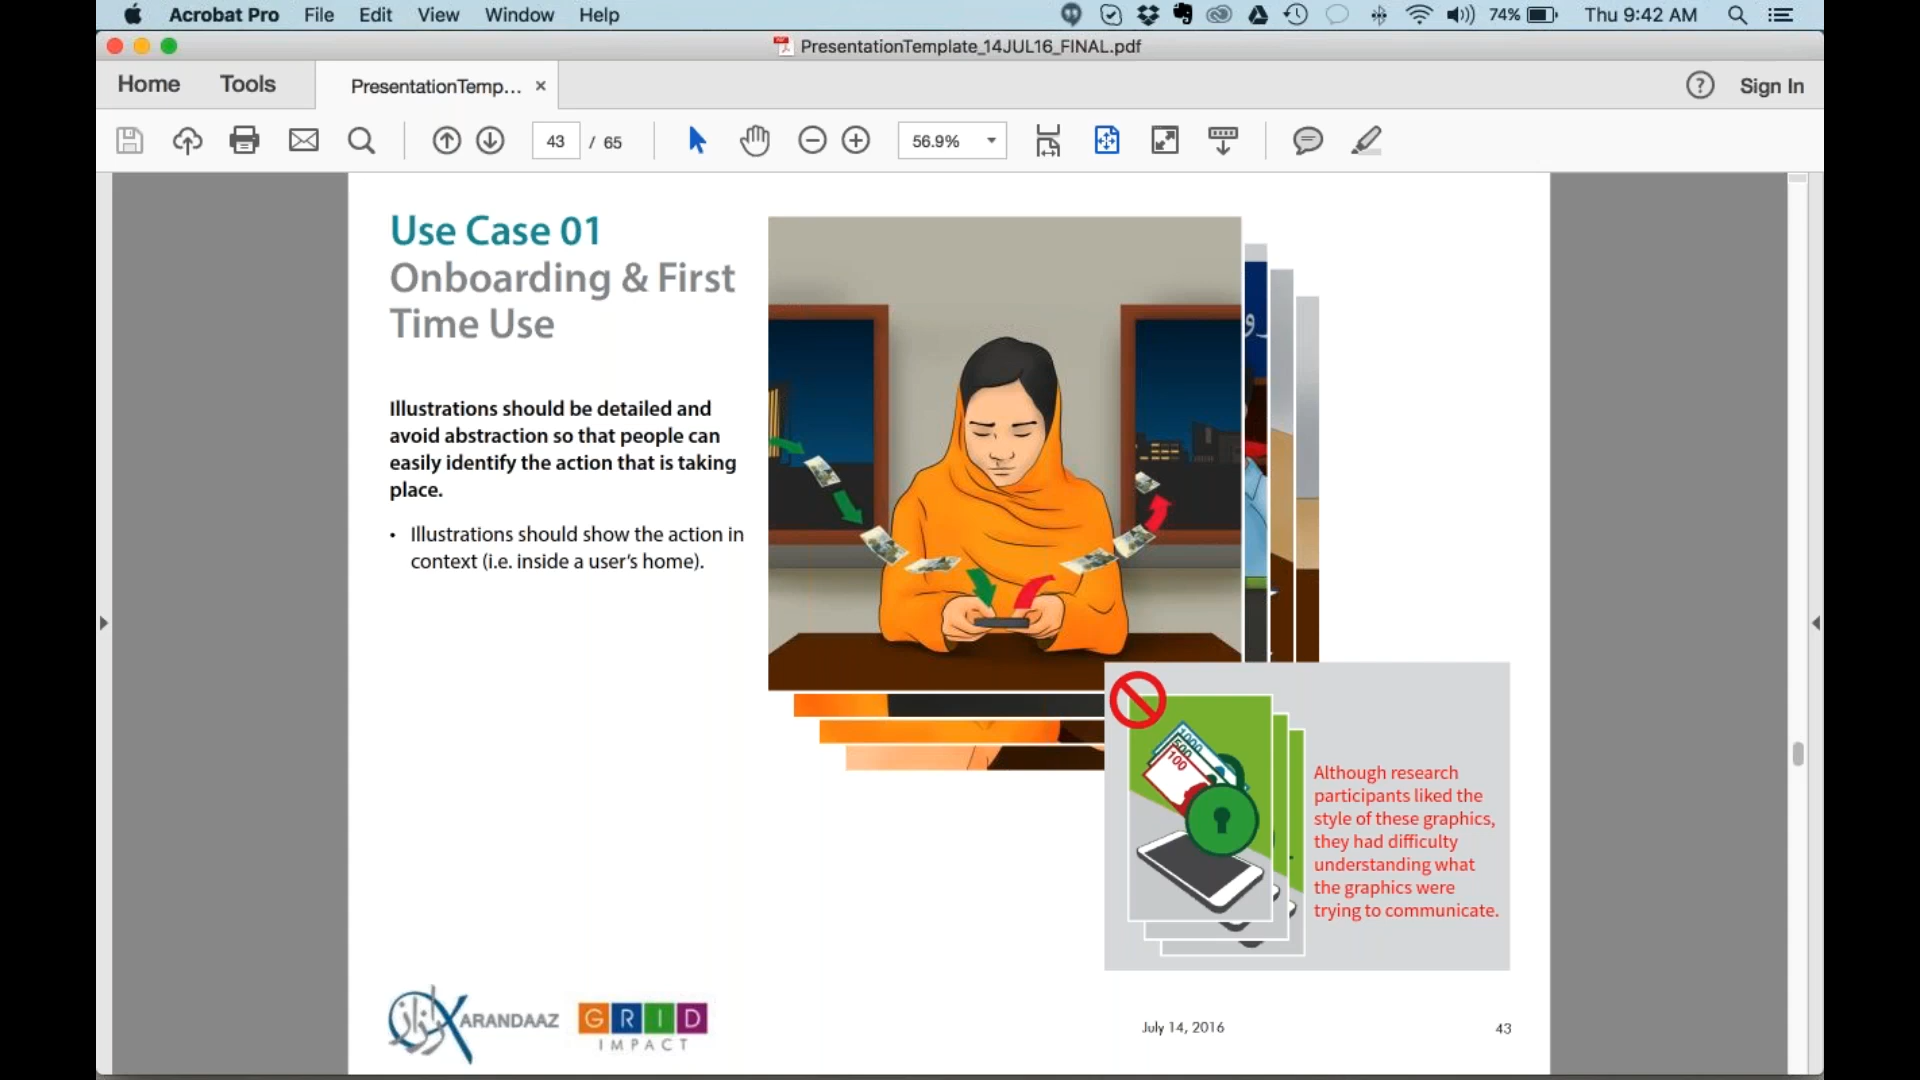 Acrobat Pro File Edit View Window Help 74% Thu 9:42 AM
PresentationTemplate_14JUL16_FINAL.pdf
Home Tools PresentationTemp... × ? Sign In
43 / 65 56.9%
Use Case 01
Onboarding & First
Time Use
Illustrations should be detailed and
avoid abstraction so that people can
easily identify the action that is taking
place.
• Illustrations should show the action in
context (i.e. inside a user's home).
1000
500
100
Although research
participants liked the
style of these graphics,
they had difficulty
understanding what
the graphics were
trying to communicate.
KARANDAAZ
GRID
IMPACT
July 14, 2016
43